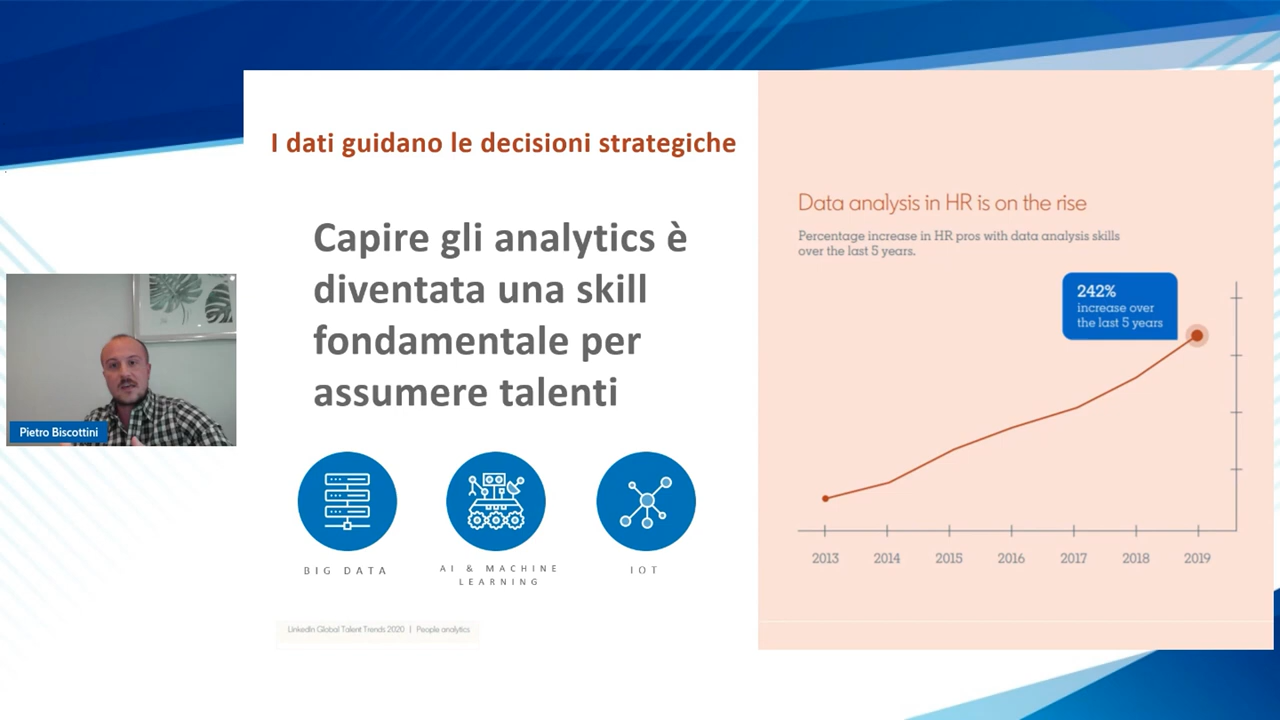 I dati guidano le decisioni strategiche
Capire gli analytics è
diventata una skill
fondamentale per
assumere talenti
BIG DATA
AI & MACHINE
LEARNING
IOT
LinkedIn Global Talent Trends 2020 | People analytics
Data analysis in HR is on the rise
Percentage increase in HR pros with data analysis skills
over the last 5 years.
242%
increase over
the last 5 years
2013 2014 2015 2016 2017 2018 2019
Pietro Biscottini